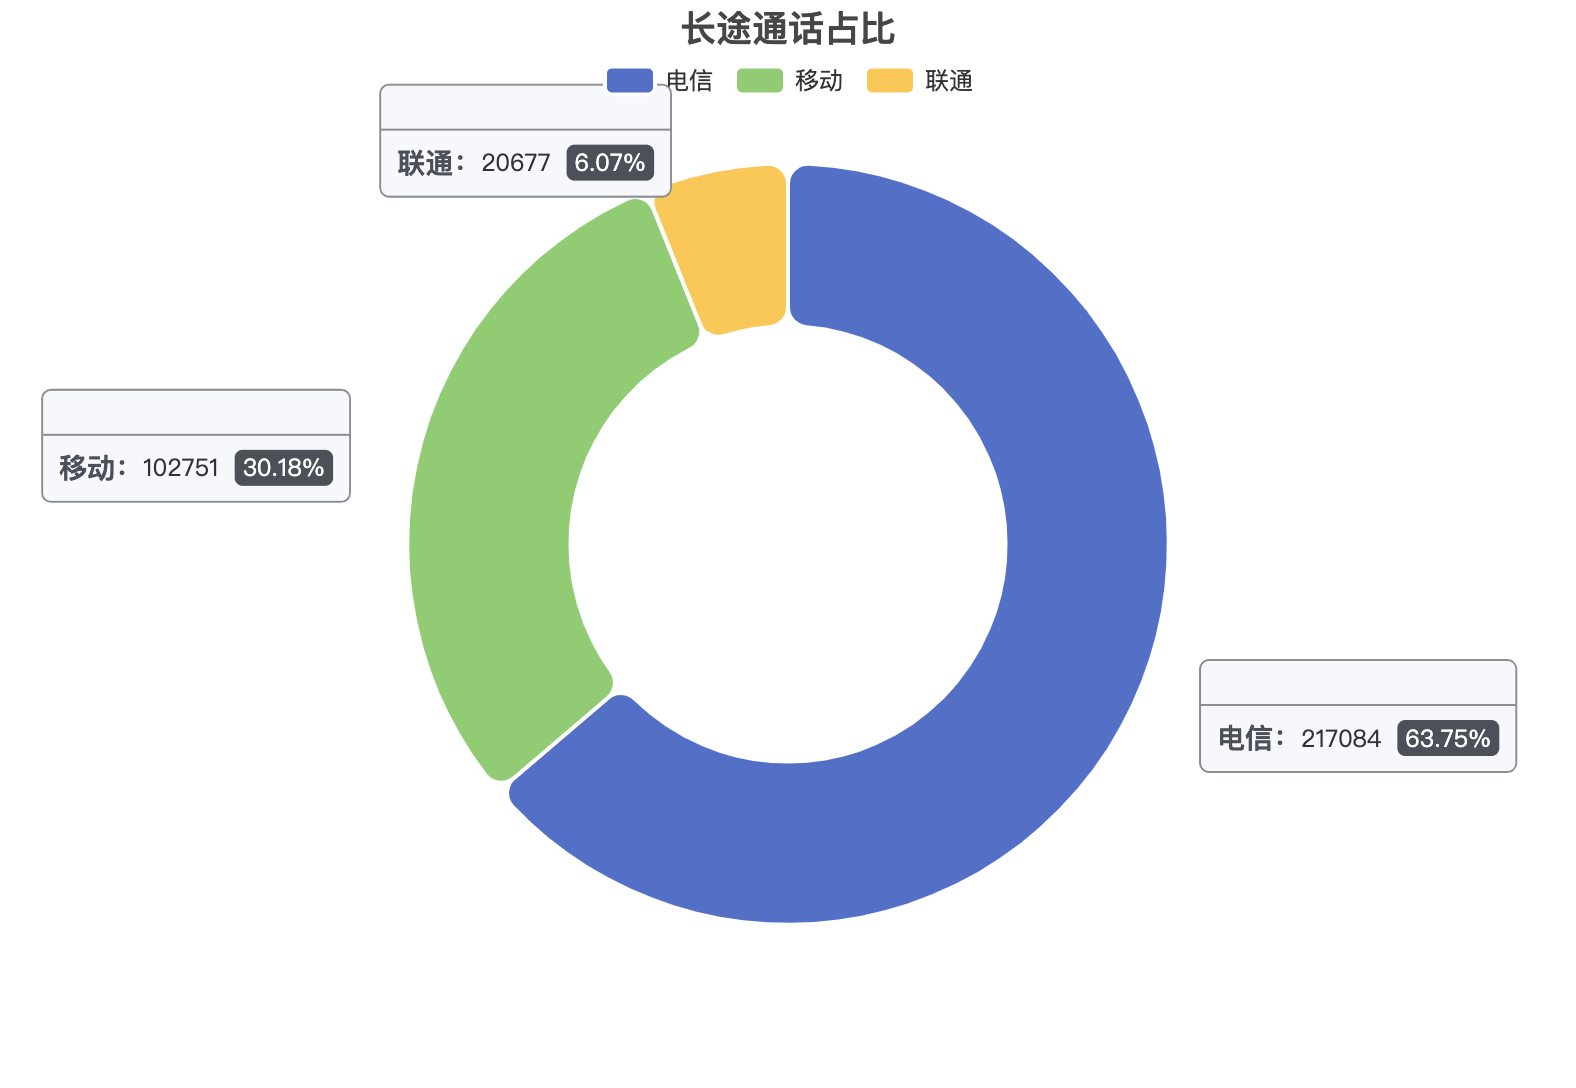 长途通话占比
电信 移动 联通
联通： 20677 6.07%
移动： 102751 30.18%
电信： 217084 63.75%